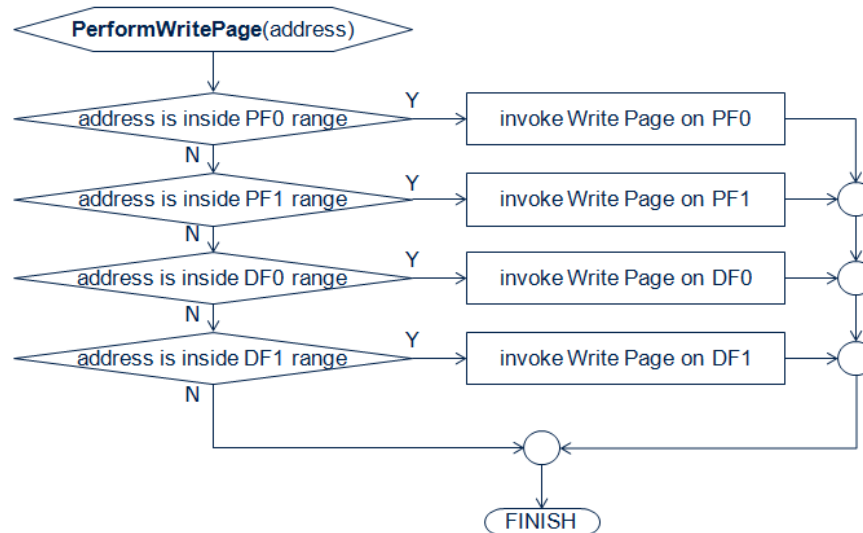 PerformWritePage(address)
address is inside PF0 range
Y
invoke Write Page on PF0
N
address is inside PF1 range
Y
invoke Write Page on PF1
N
address is inside DF0 range
Y
invoke Write Page on DF0
N
address is inside DF1 range
Y
invoke Write Page on DF1
N
FINISH